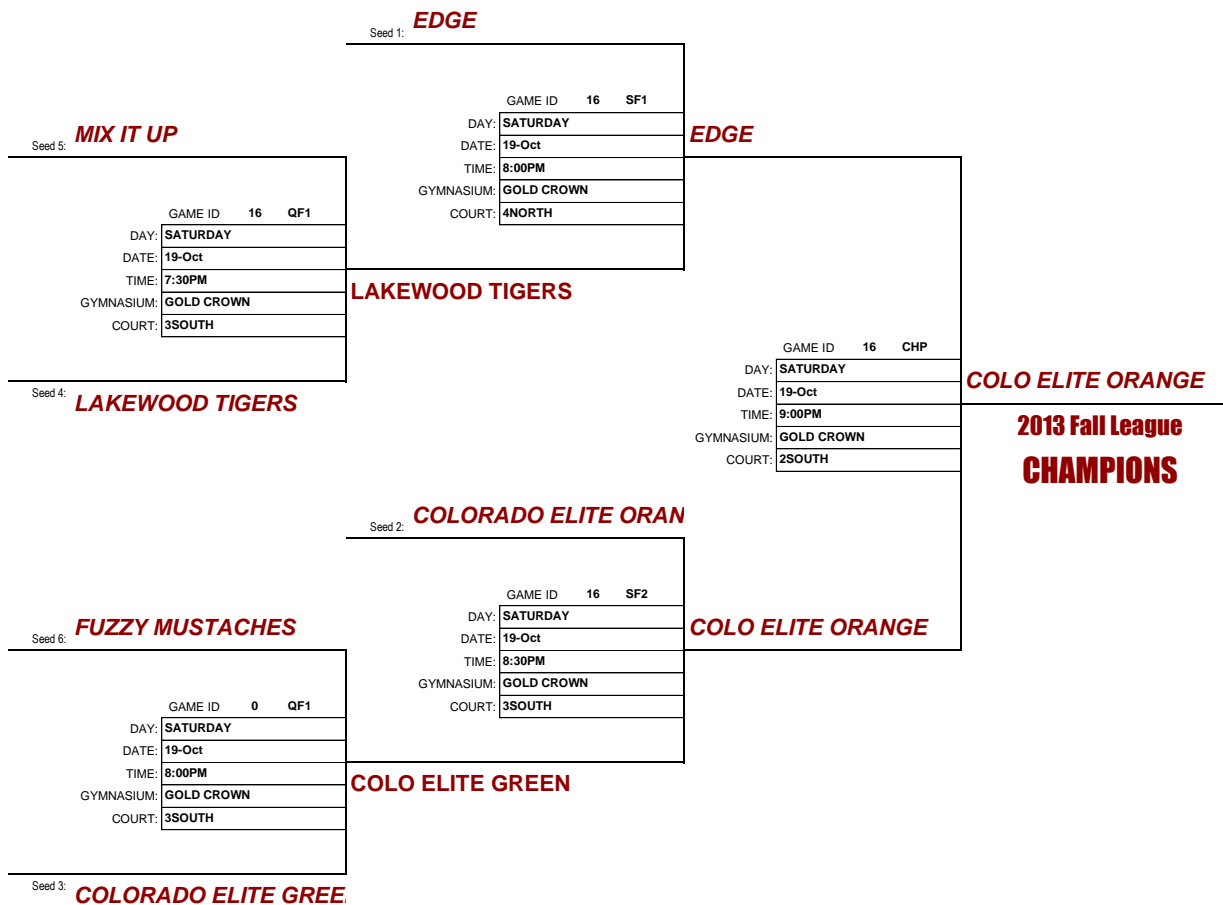 Seed 1: EDGE
GAME ID 16 SF1
DAY: SATURDAY
DATE: 19-Oct
TIME: 8:00PM
GYMNASIUM: GOLD CROWN
COURT: 4NORTH
EDGE
Seed 5: MIX IT UP
GAME ID 16 QF1
DAY: SATURDAY
DATE: 19-Oct
TIME: 7:30PM
GYMNASIUM: GOLD CROWN
COURT: 3SOUTH
LAKEWOOD TIGERS
Seed 4: LAKEWOOD TIGERS
GAME ID 16 CHP
DAY: SATURDAY
DATE: 19-Oct
TIME: 9:00PM
GYMNASIUM: GOLD CROWN
COURT: 2SOUTH
COLO ELITE ORANGE
2013 Fall League
CHAMPIONS
Seed 2: COLORADO ELITE ORAN
GAME ID 16 SF2
DAY: SATURDAY
DATE: 19-Oct
TIME: 8:30PM
GYMNASIUM: GOLD CROWN
COURT: 3SOUTH
COLO ELITE ORANGE
Seed 6: FUZZY MUSTACHES
GAME ID 0 QF1
DAY: SATURDAY
DATE: 19-Oct
TIME: 8:00PM
GYMNASIUM: GOLD CROWN
COURT: 3SOUTH
COLO ELITE GREEN
Seed 3: COLORADO ELITE GREE